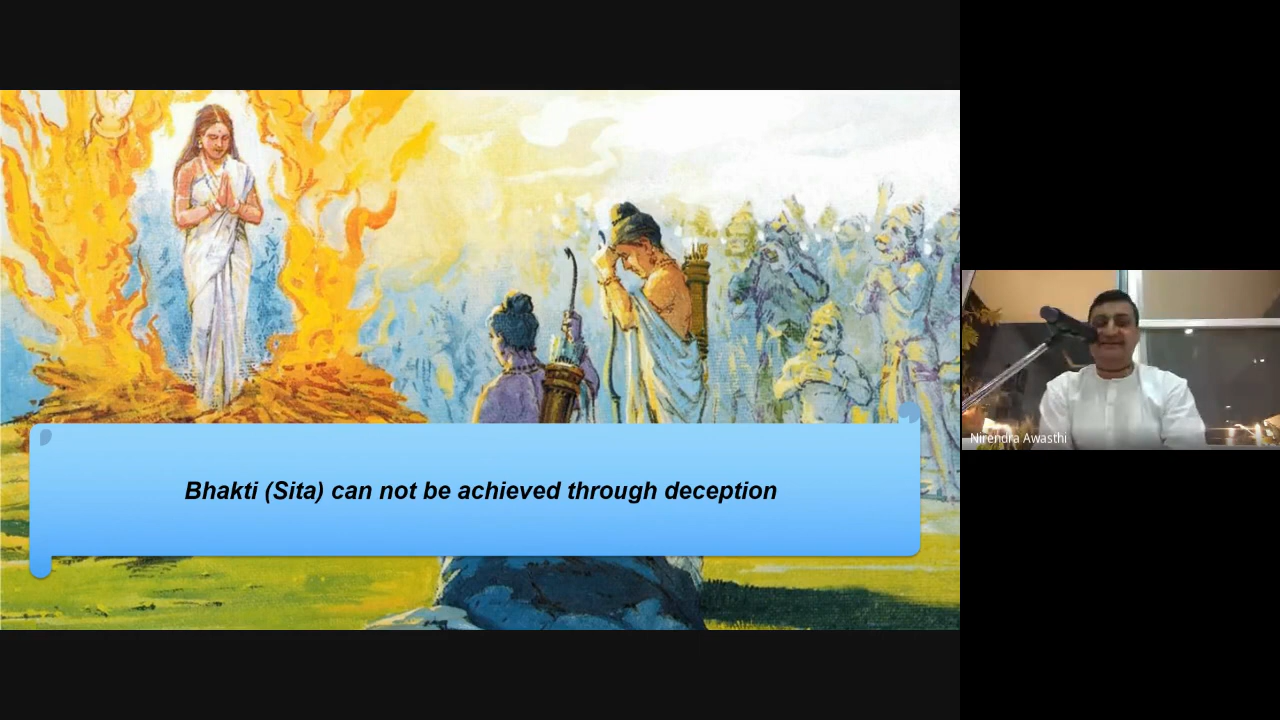 Bhakti (Sita) can not be achieved through deception
Nirendra Awasthi